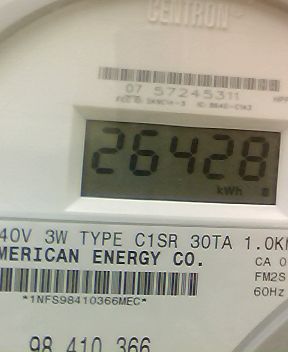 CENTRON
07 57245311
26428
kWh
40V 3W TYPE C1SR 30TA 1.0K
MERICAN ENERGY CO.
CA 0
FM2S
60Hz
*1NFS98410366MEC*
98 410 366